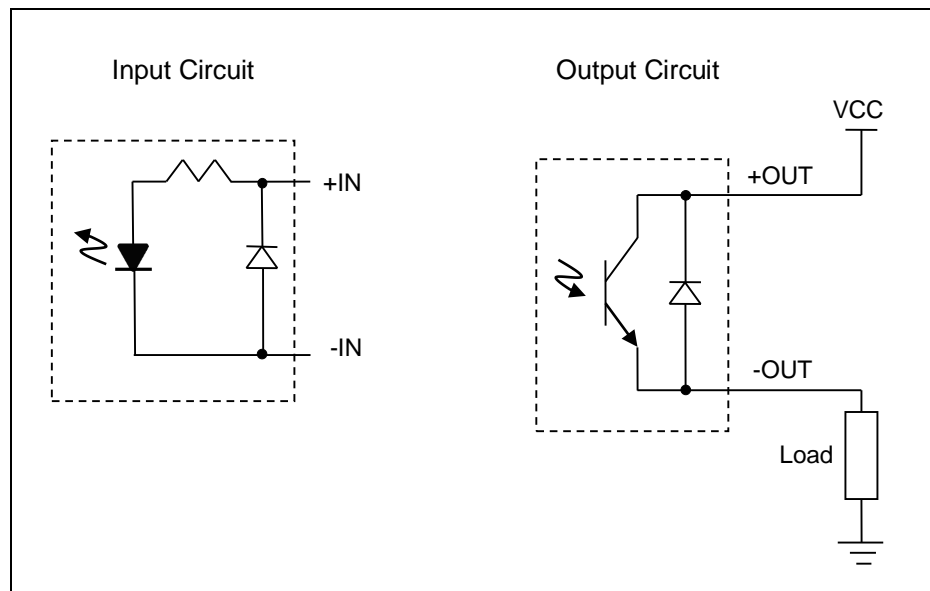 Input Circuit
Output Circuit
VCC
+IN
+OUT
-IN
-OUT
Load